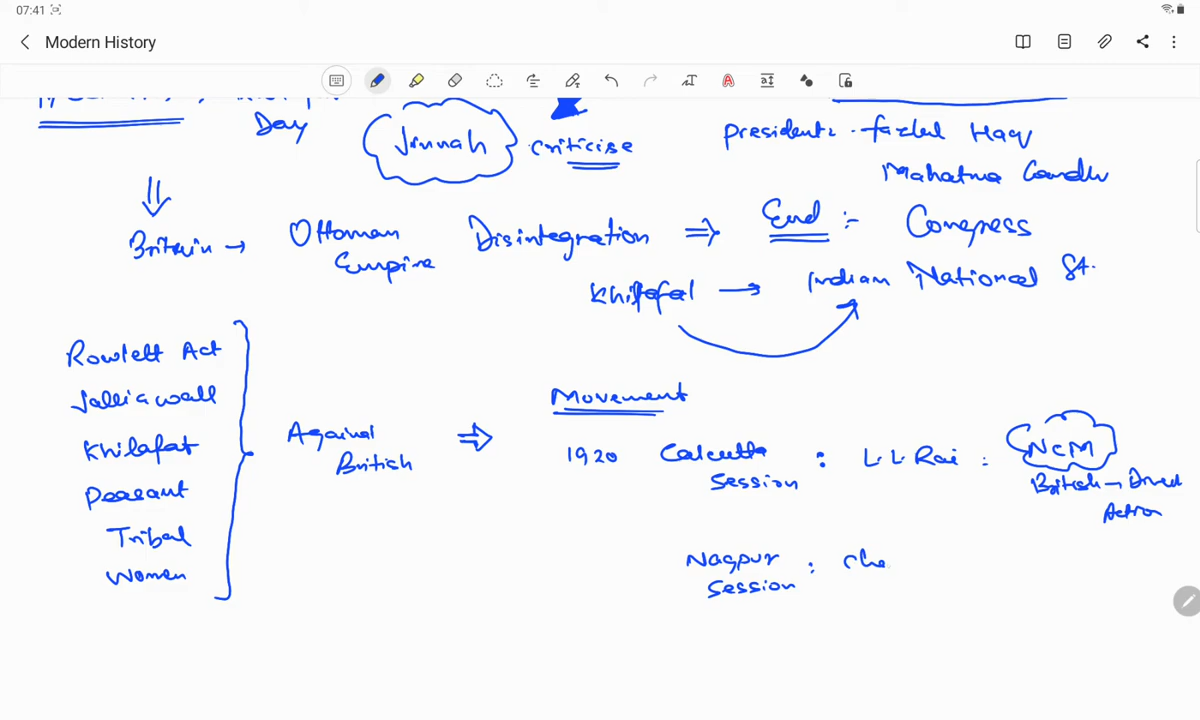 07:41
Modern History
Day
Jinnah
criticise
President: Fazlul Haq
Mahatma Gandhi
Britain → Ottoman Empire
Disintegration ⇒ End :- Congress
Khilafat → Indian National St.
Rowlett Act
Jallia wall
Khilafat
Peasant
Tribal
Women
Against British ⇒
Movement
1920 Calcutta Session : L.L Rai : NCM
British → Direct Action
Nagpur Session : Che